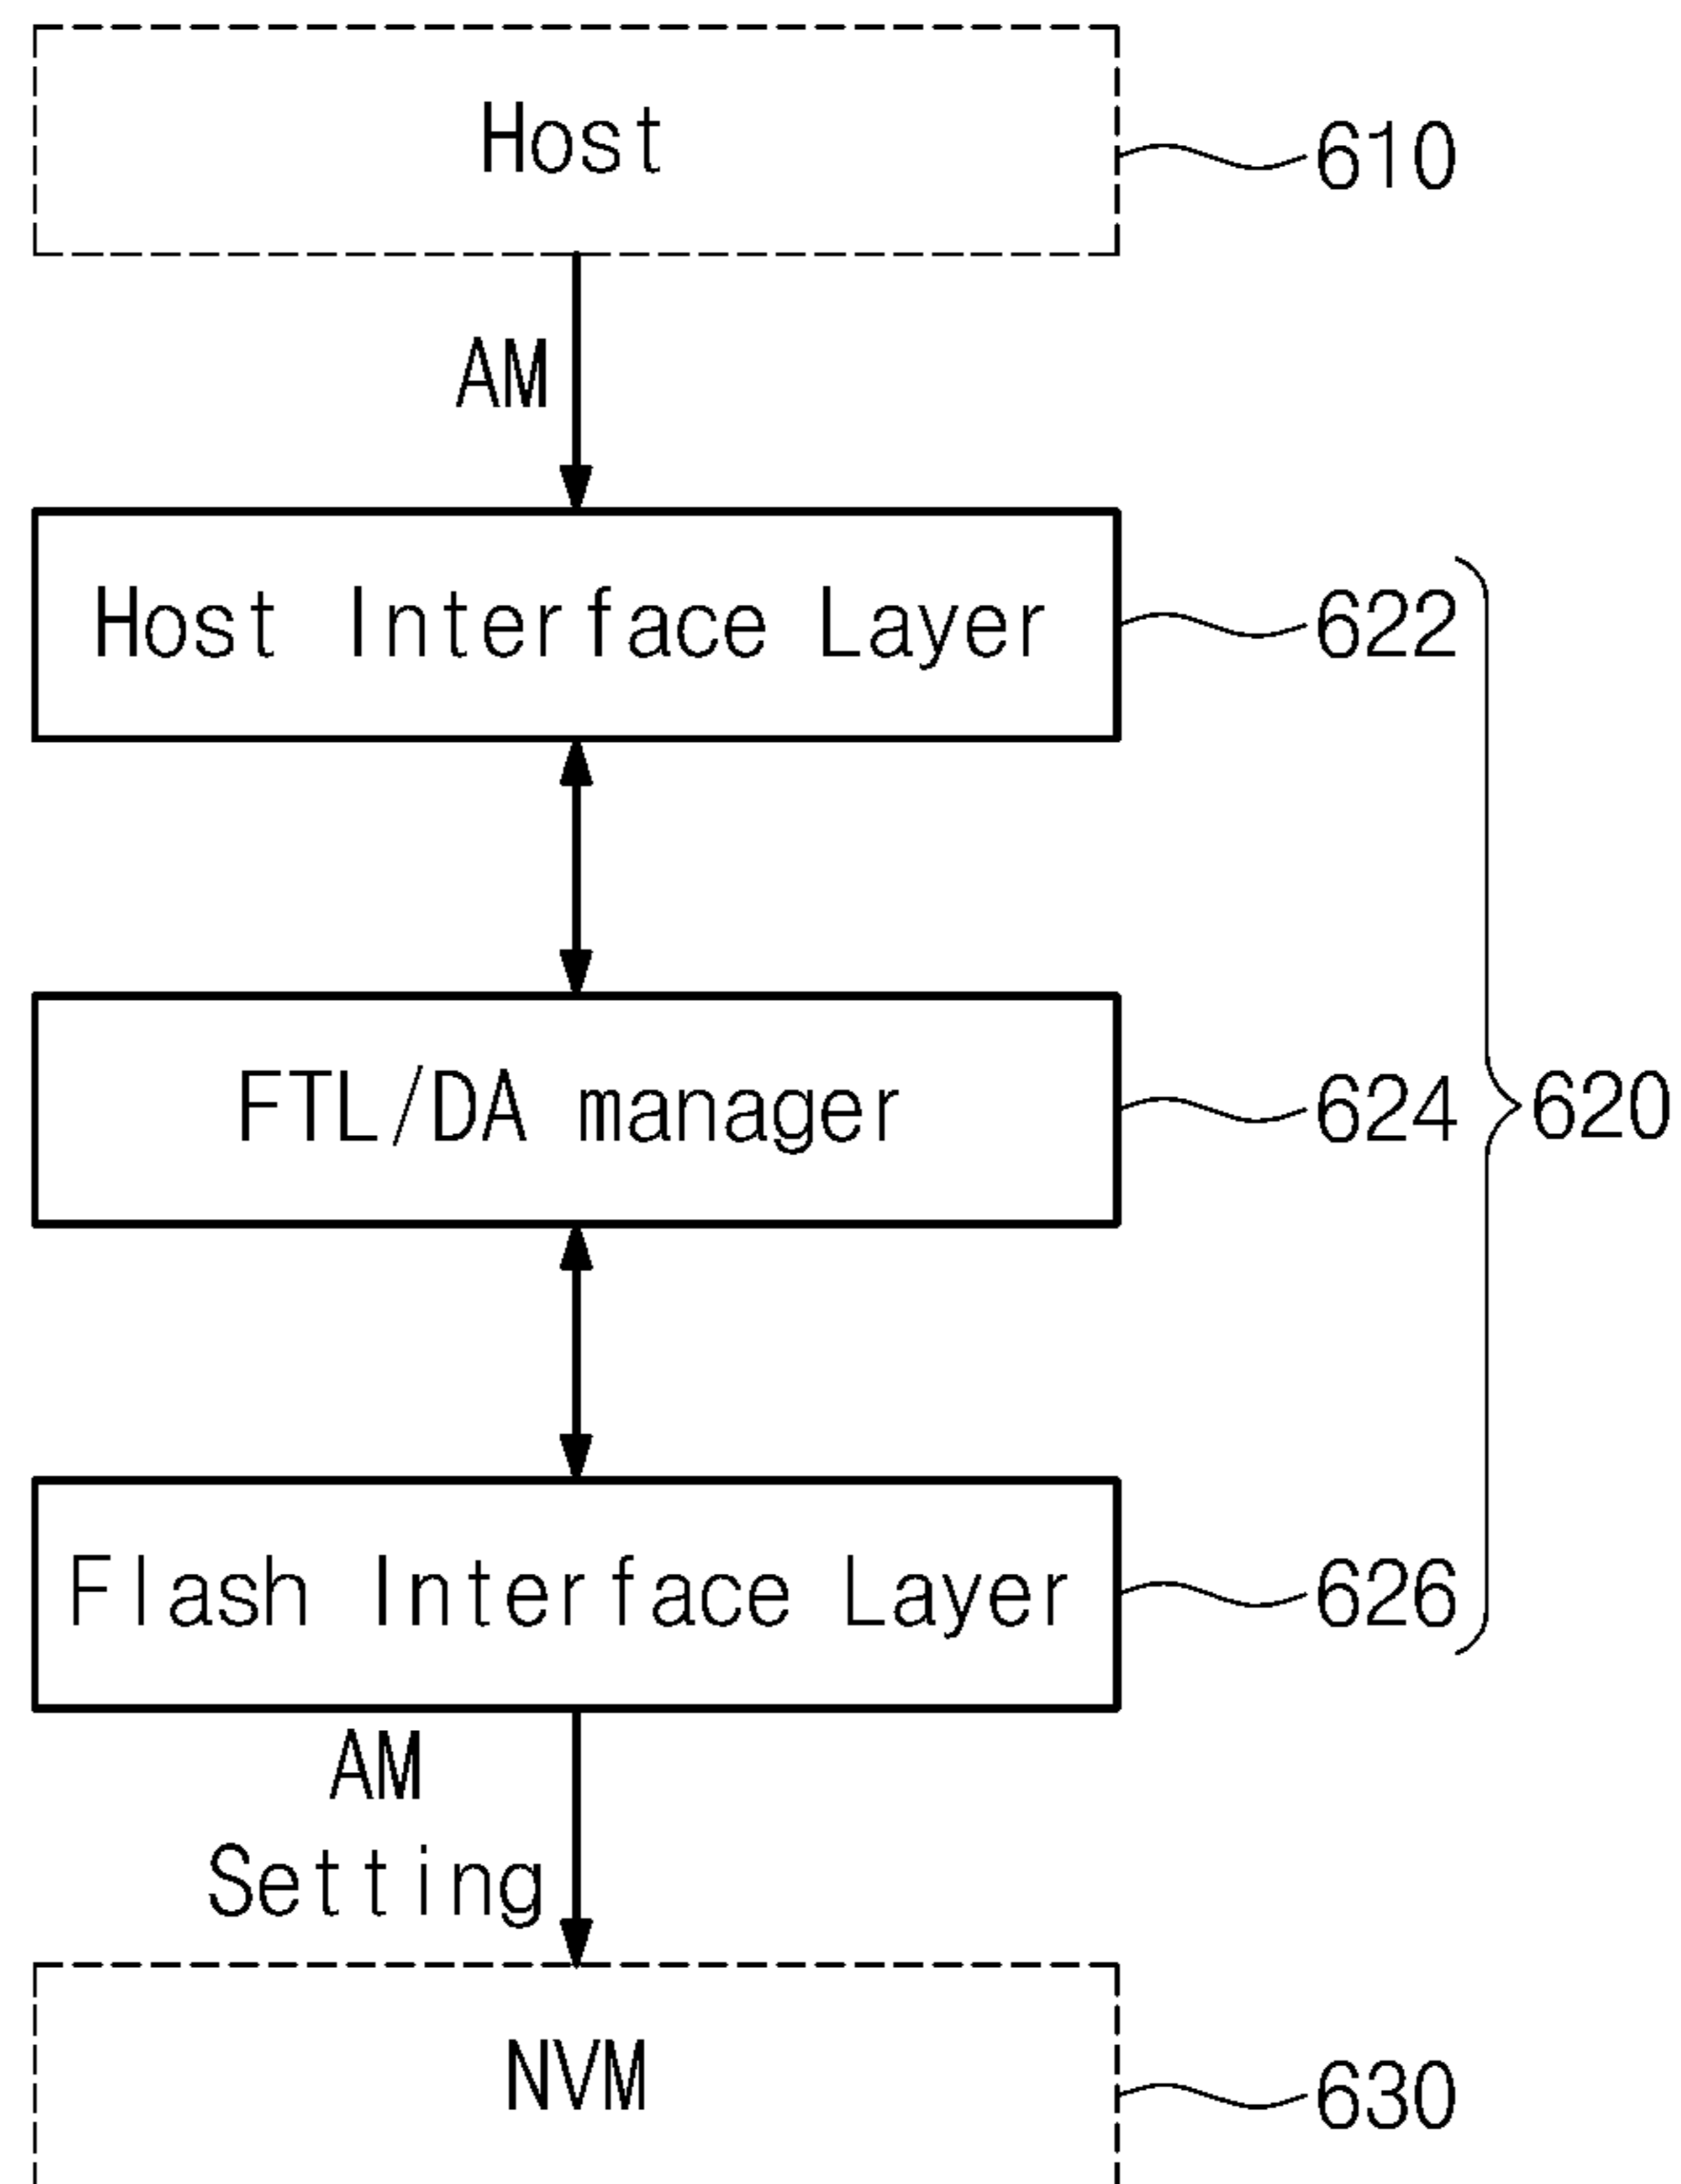 Host
610
AM
Host Interface Layer
622
FTL/DA manager
624
620
Flash Interface Layer
626
AM
Setting
NVM
630